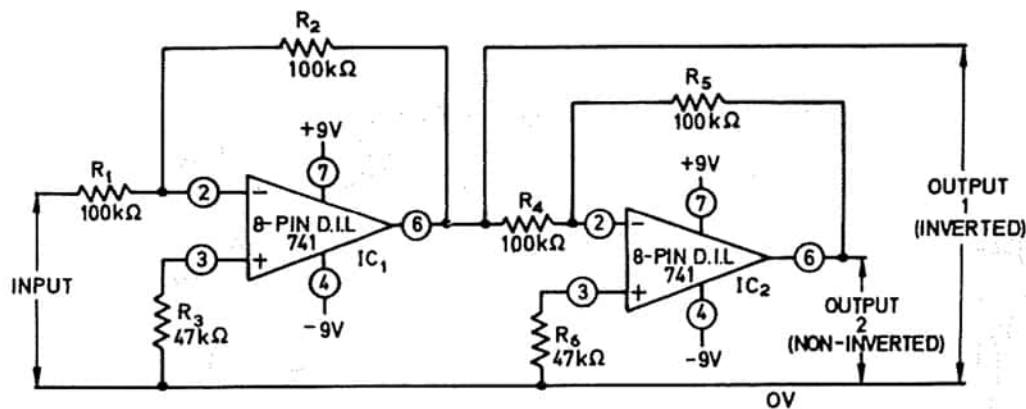 R2
100kΩ
R5
100kΩ
+9V
7
R1
100kΩ
2
−
8-PIN D.I.L
741
6
IC1
3
+
4
−9V
R3
47kΩ
INPUT
+9V
7
R4
100kΩ
2
−
8-PIN D.I.L
741
6
IC2
3
+
4
−9V
R6
47kΩ
OUTPUT
1
(INVERTED)
OUTPUT
2
(NON-INVERTED)
0V